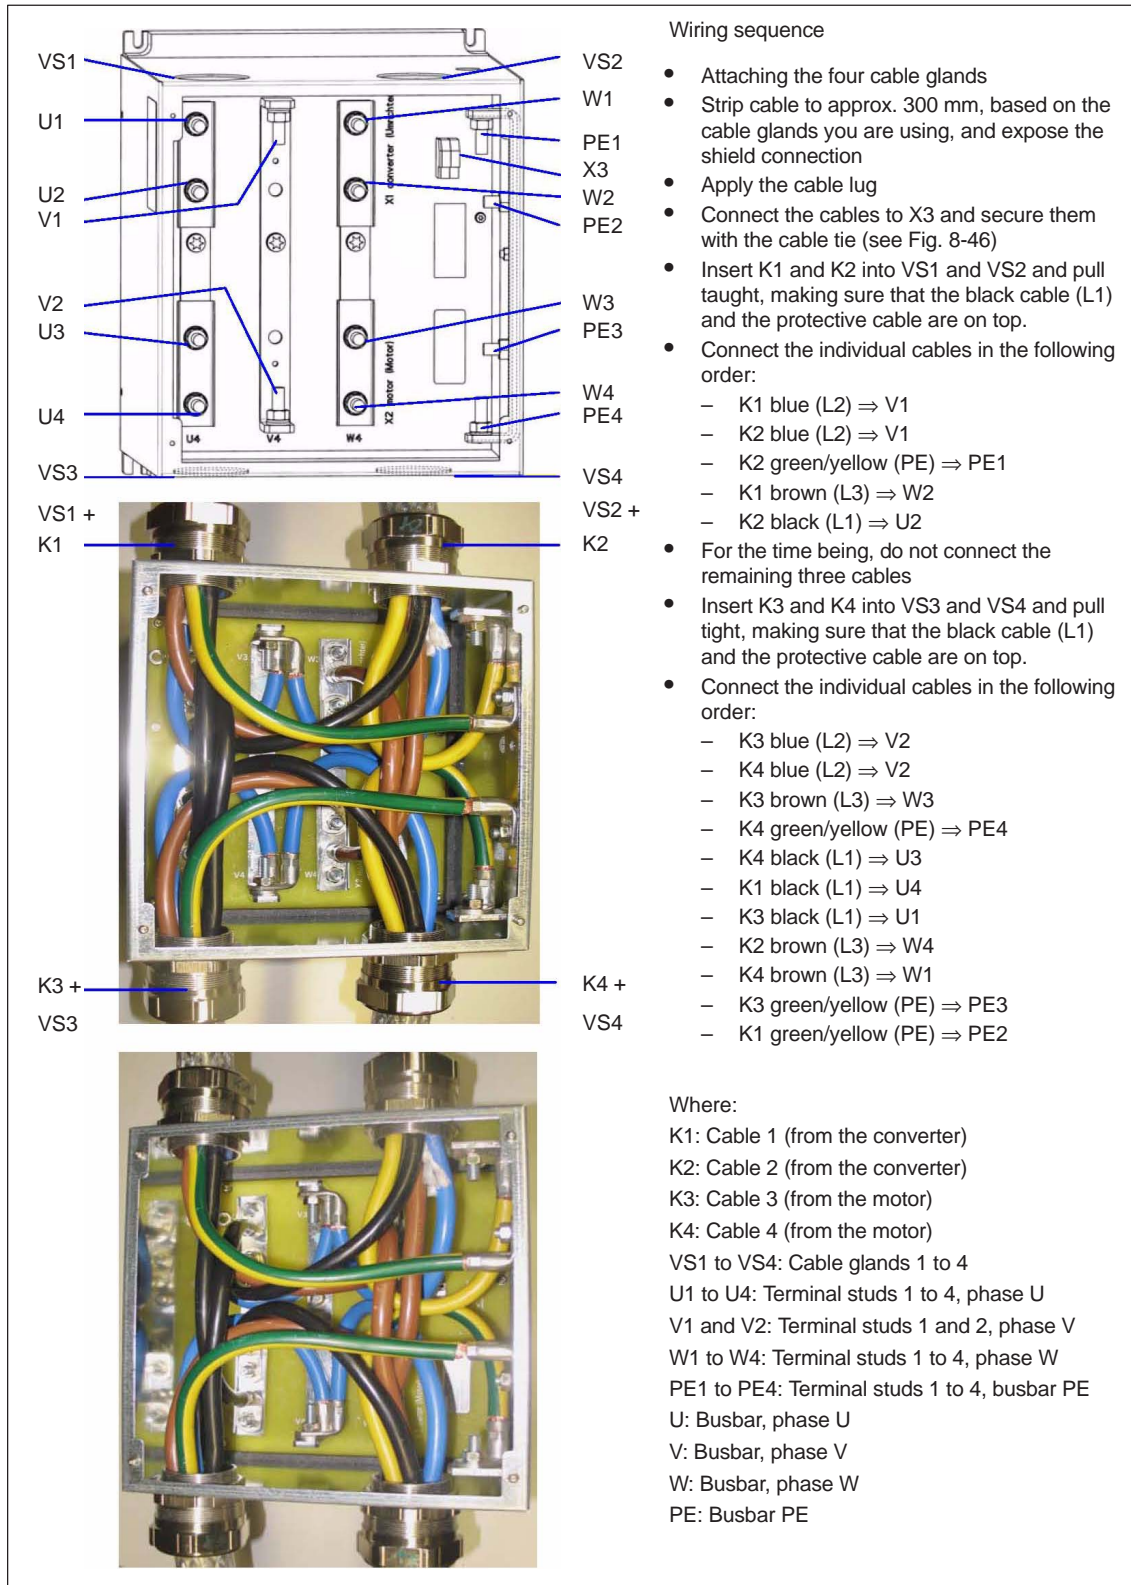 VS1
U1
U2
V1
V2
U3
U4
VS3
VS1 +
K1
K3 +
VS3
VS2
W1
PE1
X3
W2
PE2
W3
PE3
W4
PE4
VS4
VS2 +
K2
K4 +
VS4
X1 converter
X2 motor (Motor)
U4
V4
W4
V3
V4
W4
Wiring sequence
• Attaching the four cable glands
• Strip cable to approx. 300 mm, based on the
cable glands you are using, and expose the
shield connection
• Apply the cable lug
• Connect the cables to X3 and secure them
with the cable tie (see Fig. 8-46)
• Insert K1 and K2 into VS1 and VS2 and pull
taught, making sure that the black cable (L1)
and the protective cable are on top.
• Connect the individual cables in the following
order:
– K1 blue (L2) ⇒ V1
– K2 blue (L2) ⇒ V1
– K2 green/yellow (PE) ⇒ PE1
– K1 brown (L3) ⇒ W2
– K2 black (L1) ⇒ U2
• For the time being, do not connect the
remaining three cables
• Insert K3 and K4 into VS3 and VS4 and pull
tight, making sure that the black cable (L1)
and the protective cable are on top.
• Connect the individual cables in the following
order:
– K3 blue (L2) ⇒ V2
– K4 blue (L2) ⇒ V2
– K3 brown (L3) ⇒ W3
– K4 green/yellow (PE) ⇒ PE4
– K4 black (L1) ⇒ U3
– K1 black (L1) ⇒ U4
– K3 black (L1) ⇒ U1
– K2 brown (L3) ⇒ W4
– K4 brown (L3) ⇒ W1
– K3 green/yellow (PE) ⇒ PE3
– K1 green/yellow (PE) ⇒ PE2
Where:
K1: Cable 1 (from the converter)
K2: Cable 2 (from the converter)
K3: Cable 3 (from the motor)
K4: Cable 4 (from the motor)
VS1 to VS4: Cable glands 1 to 4
U1 to U4: Terminal studs 1 to 4, phase U
V1 and V2: Terminal studs 1 and 2, phase V
W1 to W4: Terminal studs 1 to 4, phase W
PE1 to PE4: Terminal studs 1 to 4, busbar PE
U: Busbar, phase U
V: Busbar, phase V
W: Busbar, phase W
PE: Busbar PE